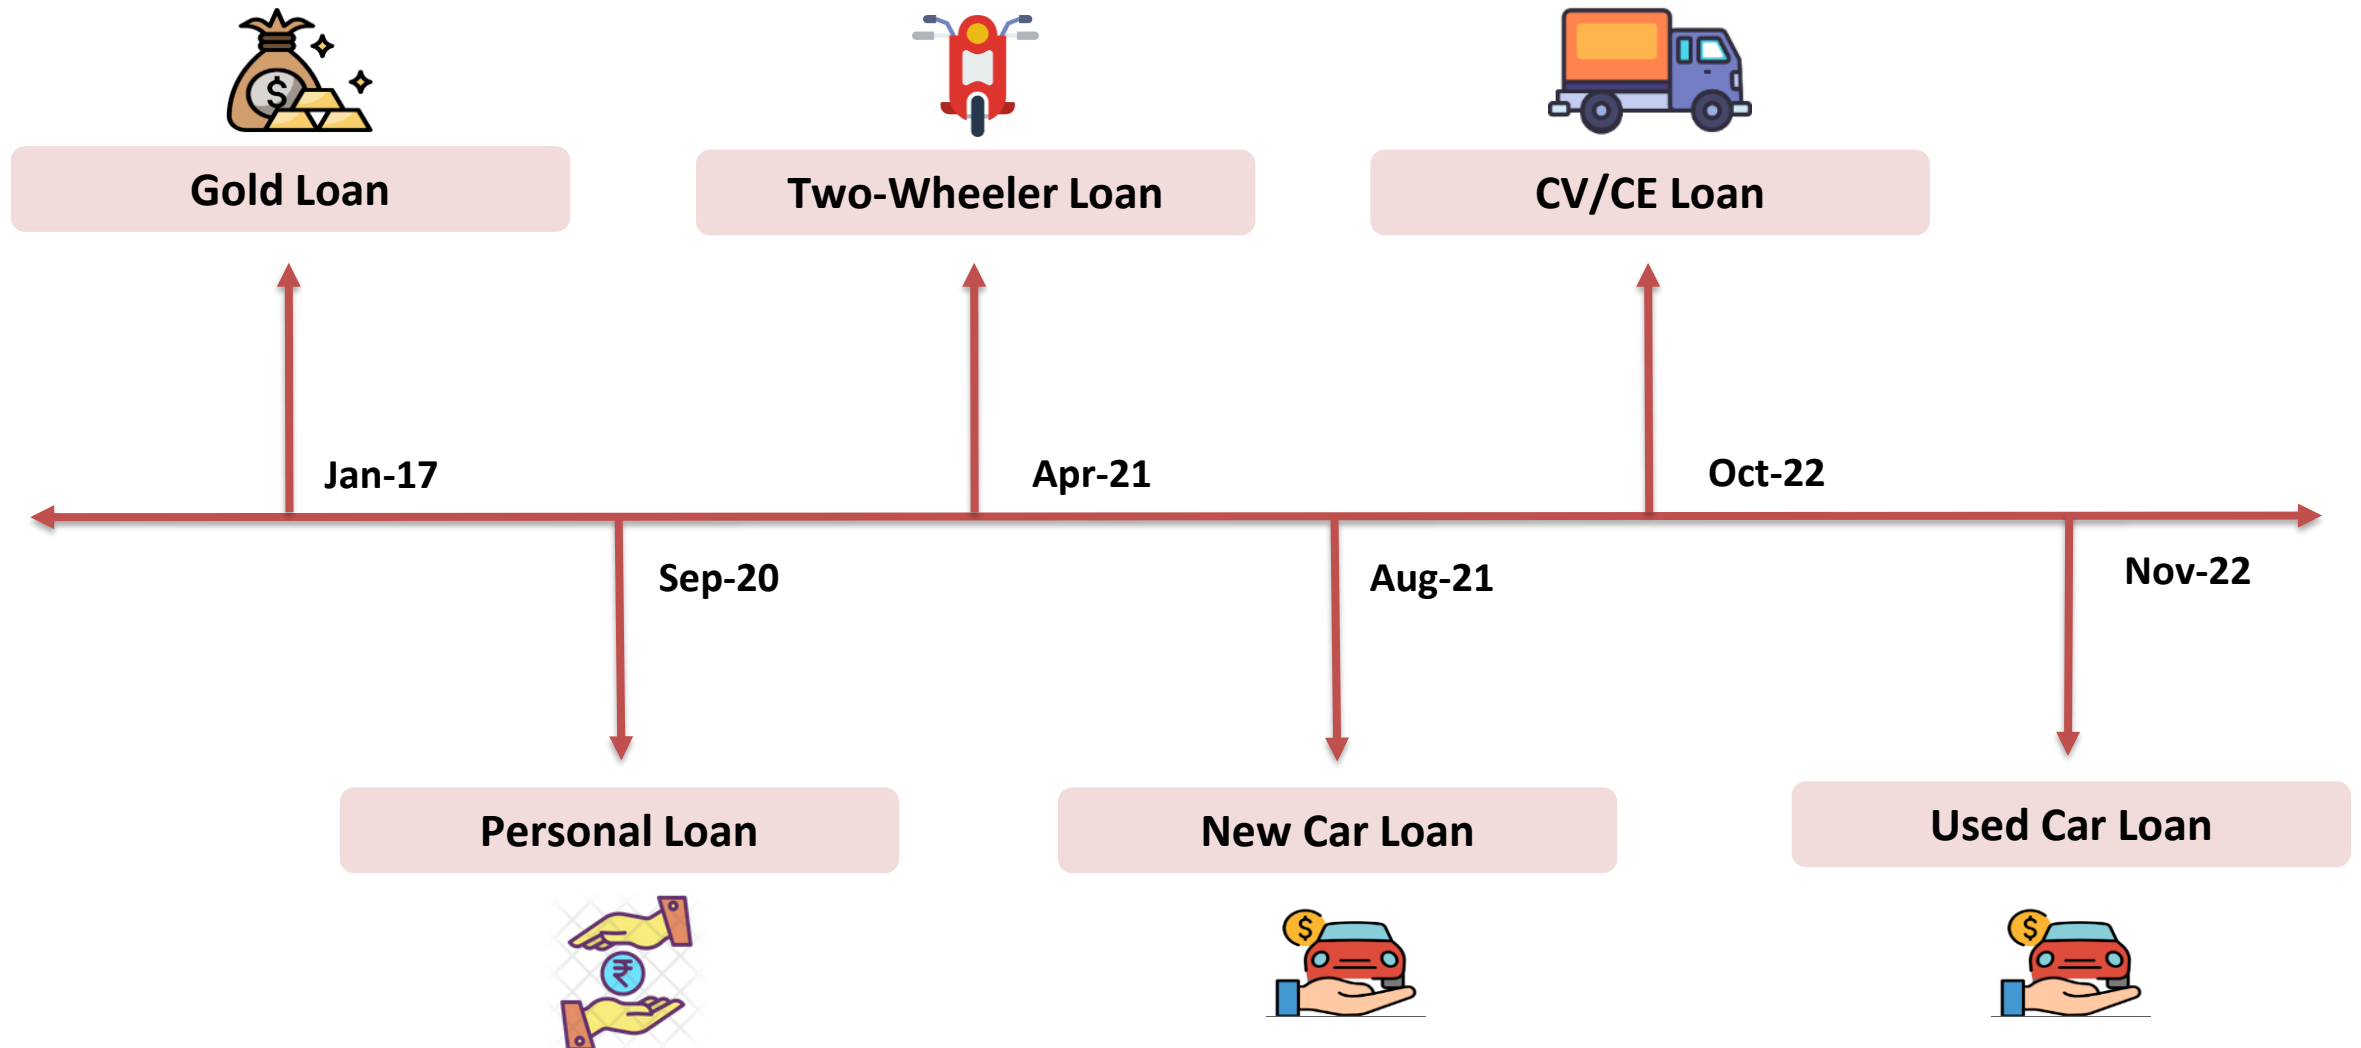 $
Gold Loan
Two-Wheeler Loan
CV/CE Loan
Jan-17
Apr-21
Oct-22
Sep-20
Aug-21
Nov-22
Personal Loan
New Car Loan
Used Car Loan
₹
$
$